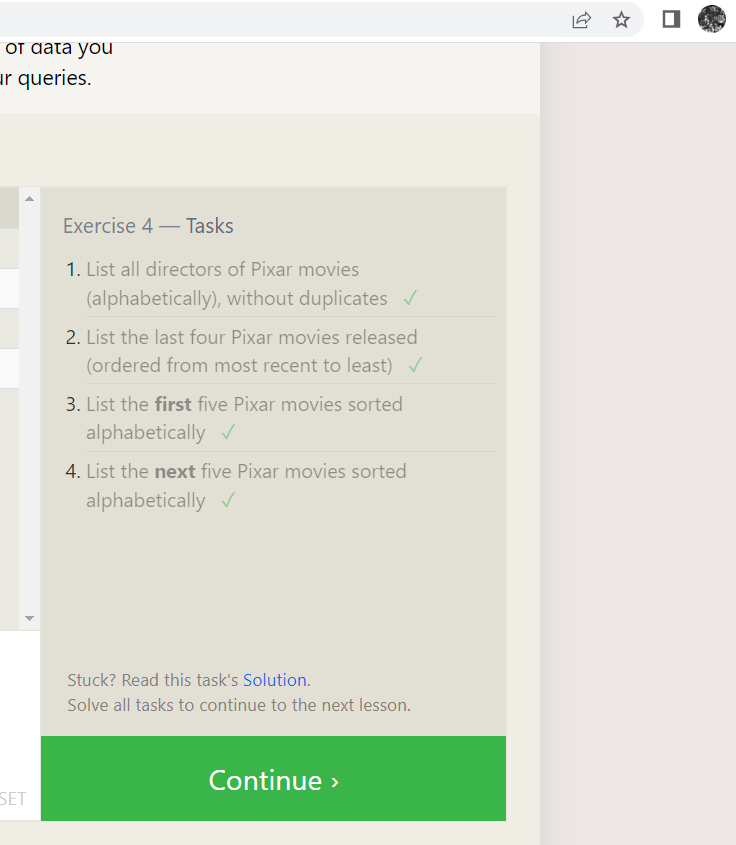 of data you
ur queries.
Exercise 4 — Tasks
1. List all directors of Pixar movies
(alphabetically), without duplicates ✓
2. List the last four Pixar movies released
(ordered from most recent to least) ✓
3. List the first five Pixar movies sorted
alphabetically ✓
4. List the next five Pixar movies sorted
alphabetically ✓
Stuck? Read this task's Solution.
Solve all tasks to continue to the next lesson.
SET
Continue ›